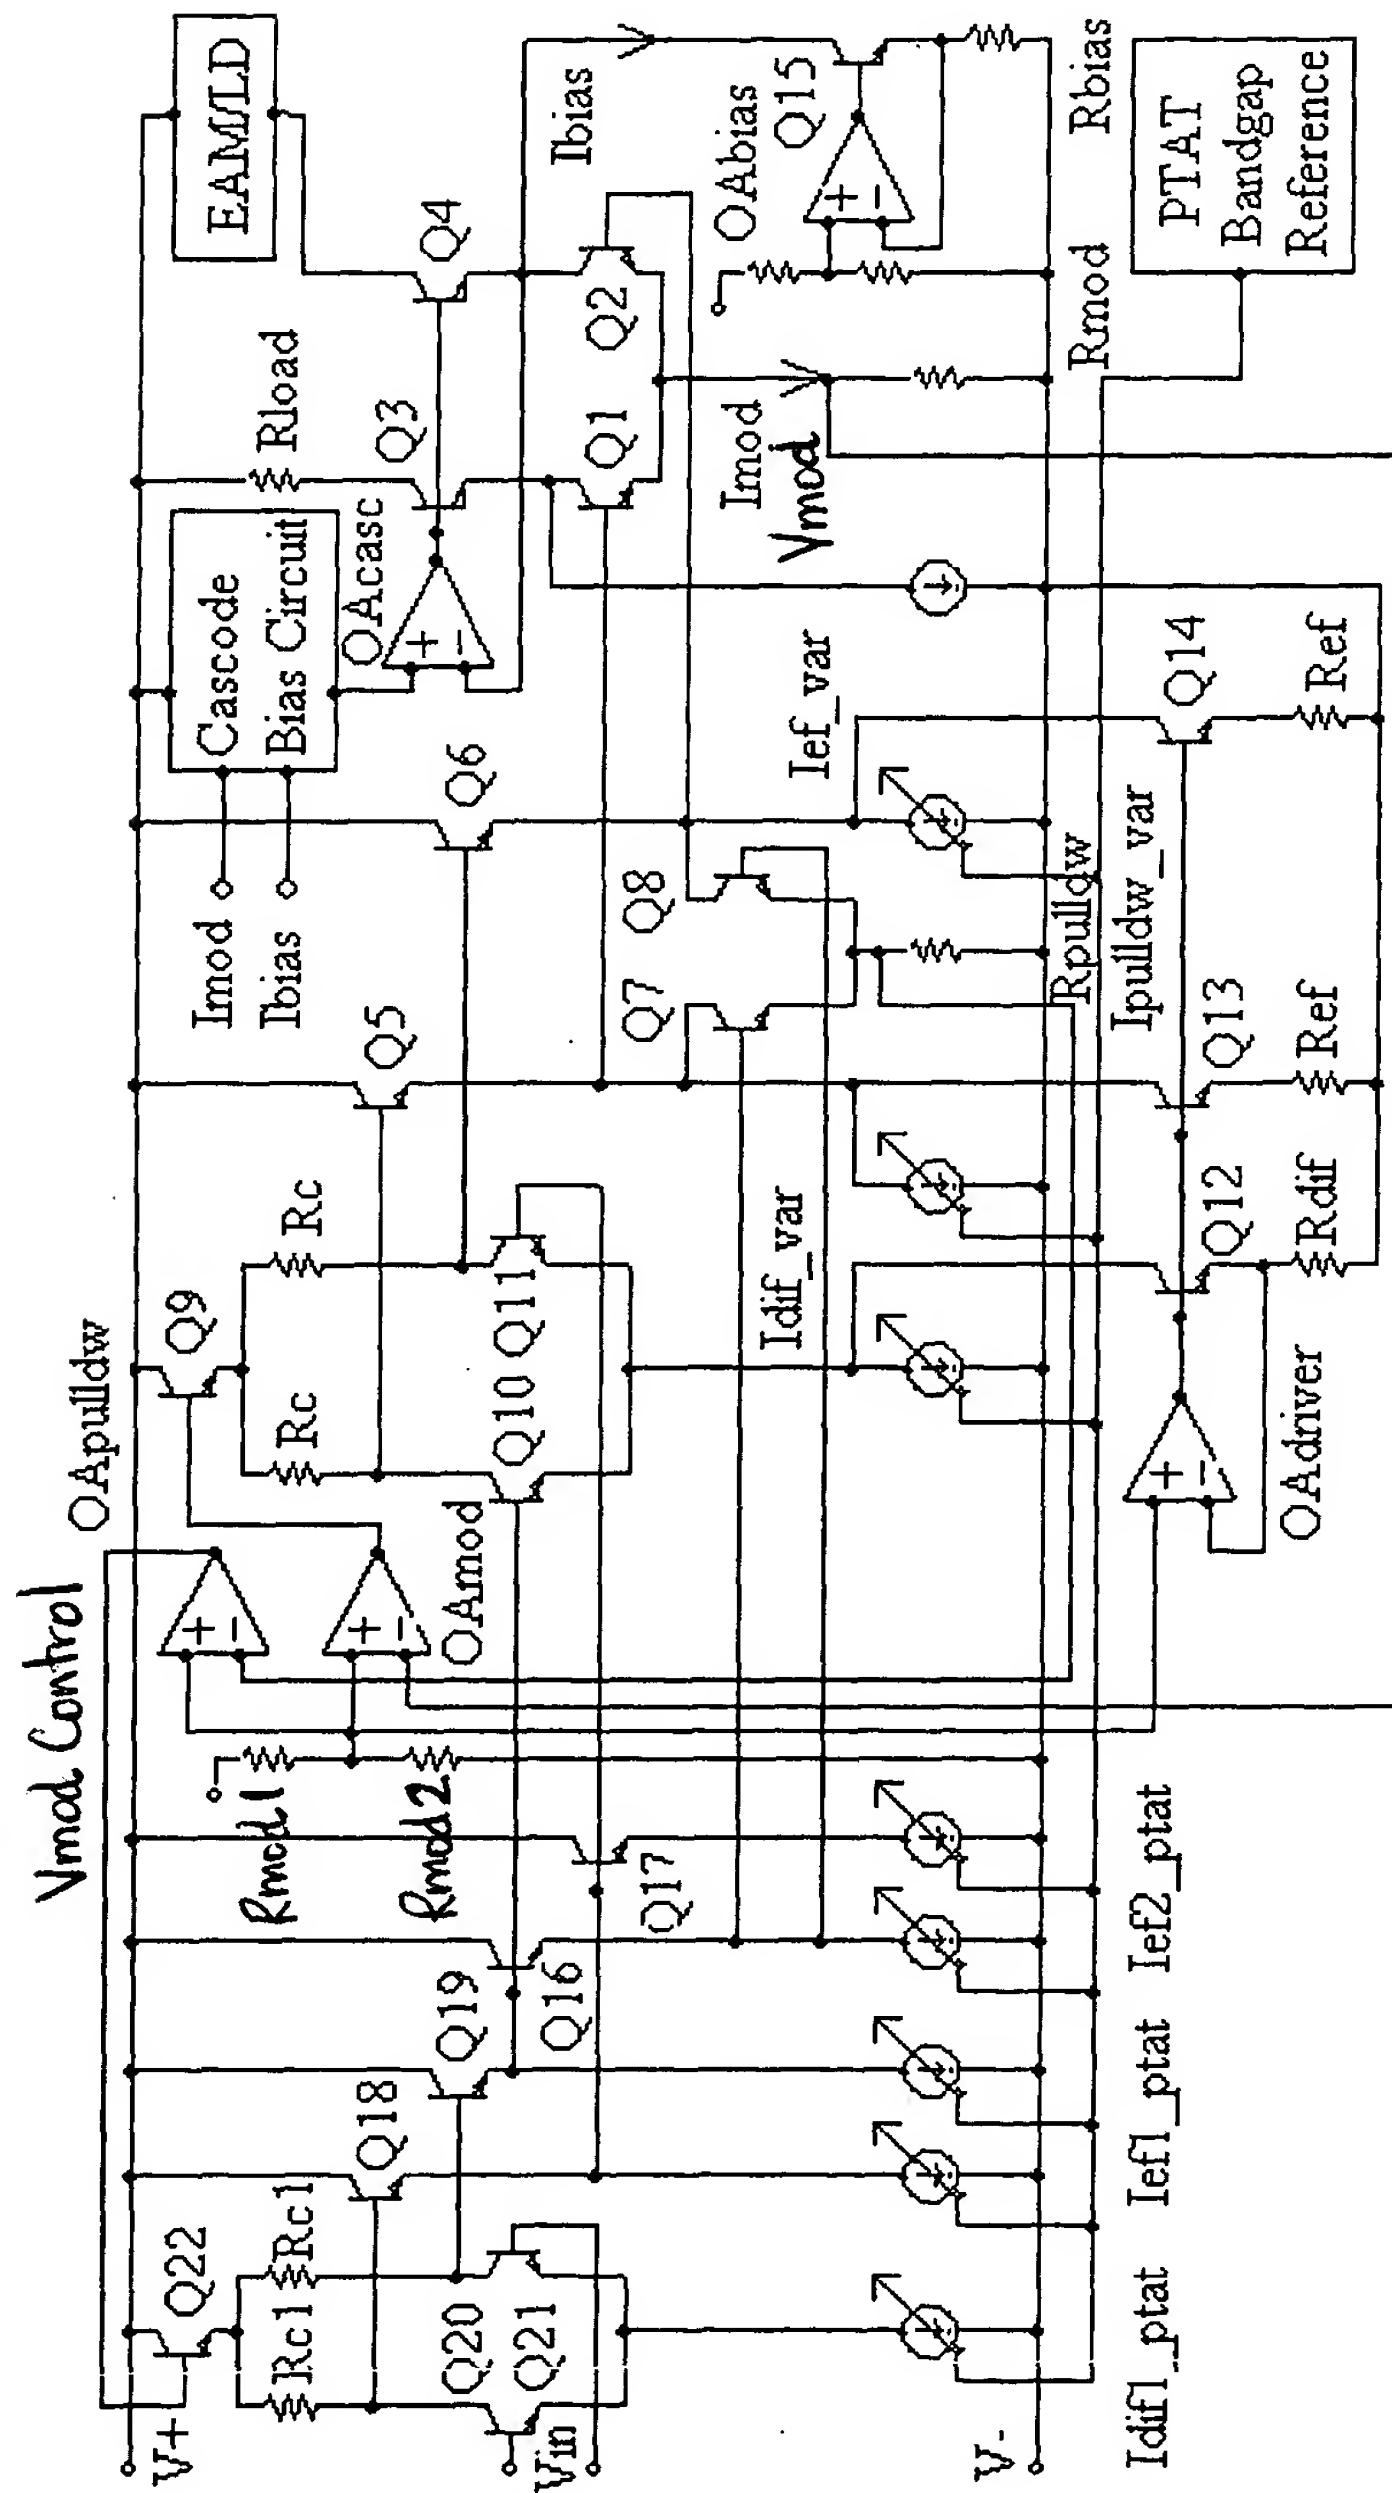 Vmod Control
OApulldw
EAM/LD
Cascode
Bias Circuit
Imod
Ibias
OAcasc
Rload
Q3
Q4
Q22
V+
Rc1
Rc1
Q18
Q19
Rmod1
Rmod2
OAmod
Q9
Rc
Rc
Q5
Q6
Q1
Q2
Ibias
Q20
Q21
Vin
Q16
Q17
Q10
Q11
Q7
Q8
Idif_var
Ief_var
Imod
Vmod
OAbias
Q15
V-
Idif1_ptat
Ief1_ptat
Ief2_ptat
Rpulldw
Ipulldw_var
Rmod
Rbias
OAdriver
Q12
Q13
Q14
Rdif
Ref
Ref
PTAT
Bandgap
Reference